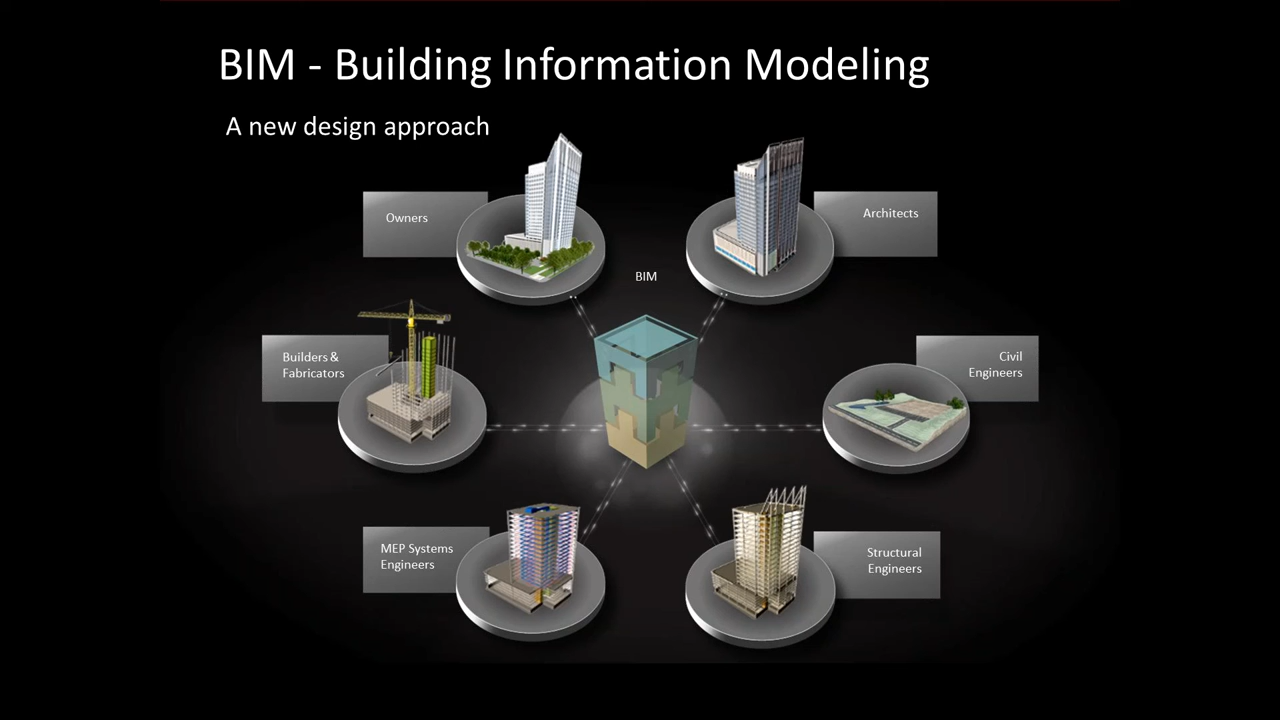 BIM - Building Information Modeling
A new design approach
Owners
Architects
BIM
Builders &
Fabricators
Civil
Engineers
MEP Systems
Engineers
Structural
Engineers